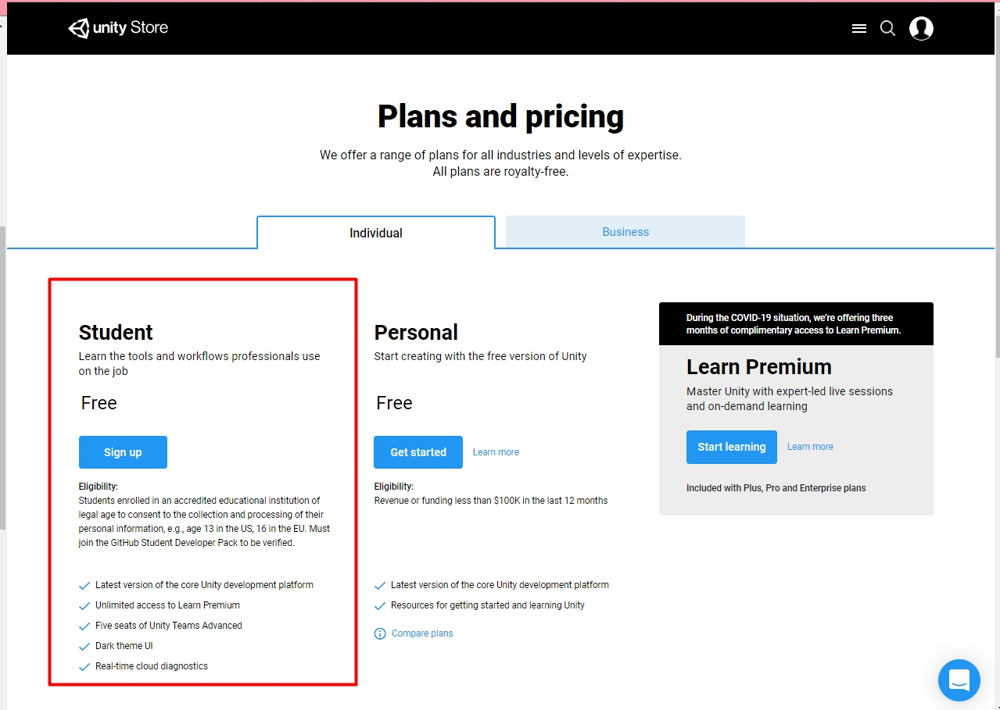 unity Store
Plans and pricing
We offer a range of plans for all industries and levels of expertise.
All plans are royalty-free.
Individual
Business
Student
Learn the tools and workflows professionals use
on the job
Free
Sign up
Eligibility:
Students enrolled in an accredited educational institution of
legal age to consent to the collection and processing of their
personal information, e.g., age 13 in the US, 16 in the EU. Must
join the GitHub Student Developer Pack to be verified.
Latest version of the core Unity development platform
Unlimited access to Learn Premium
Five seats of Unity Teams Advanced
Dark theme UI
Real-time cloud diagnostics
Personal
Start creating with the free version of Unity
Free
Get started
Learn more
Eligibility:
Revenue or funding less than $100K in the last 12 months
Latest version of the core Unity development platform
Resources for getting started and learning Unity
Compare plans
During the COVID-19 situation, we're offering three
months of complimentary access to Learn Premium.
Learn Premium
Master Unity with expert-led live sessions
and on-demand learning
Start learning
Learn more
Included with Plus, Pro and Enterprise plans